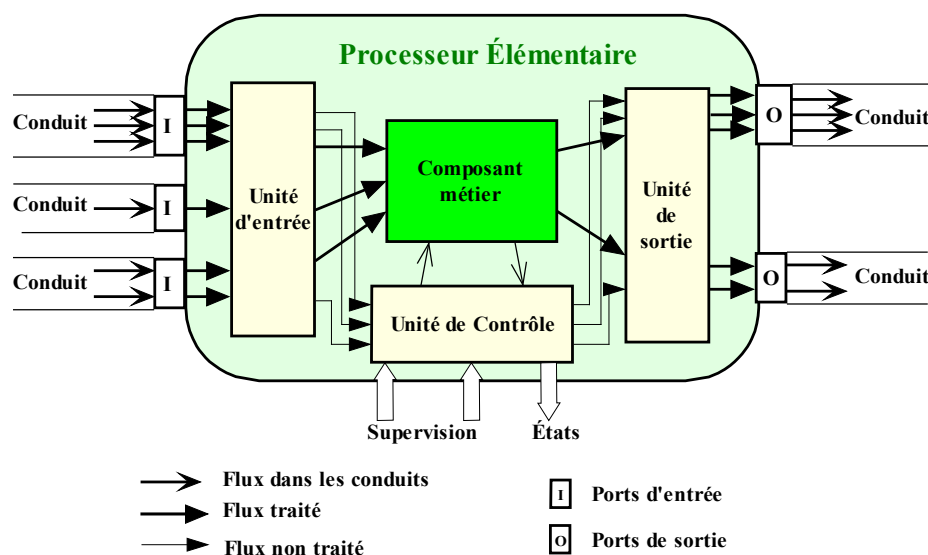 Processeur Élémentaire
Conduit
I
Conduit
I
Conduit
I
Unité
d'entrée
Composant
métier
Unité de Contrôle
Unité
de
sortie
O
Conduit
O
Conduit
Supervision
États
Flux dans les conduits
Flux traité
Flux non traité
I
Ports d'entrée
O
Ports de sortie